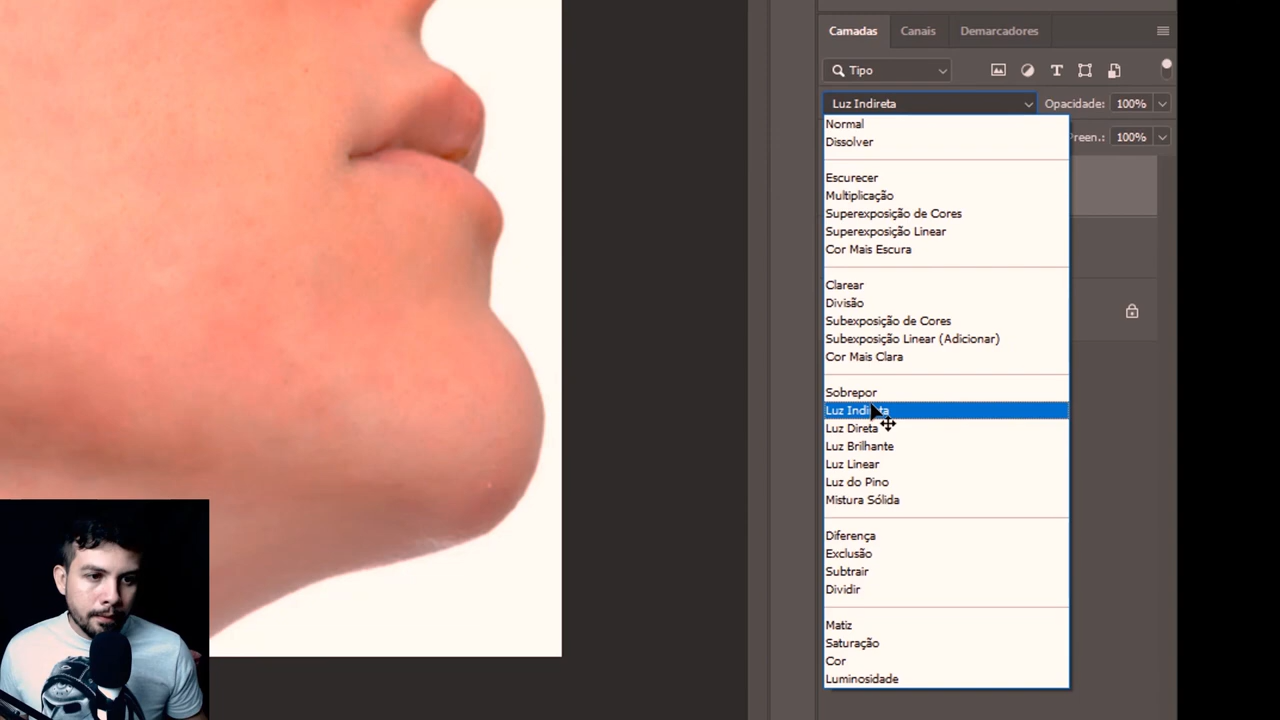 Camadas Canais Demarcadores
Tipo
Luz Indireta Opacidade: 100%
Normal
Preen.: 100%
Dissolver
Escurecer
Multiplicação
Superexposição de Cores
Superexposição Linear
Cor Mais Escura
Clarear
Divisão
Subexposição de Cores
Subexposição Linear (Adicionar)
Cor Mais Clara
Sobrepor
Luz Indireta
Luz Direta
Luz Brilhante
Luz Linear
Luz do Pino
Mistura Sólida
Diferença
Exclusão
Subtrair
Dividir
Matiz
Saturação
Cor
Luminosidade